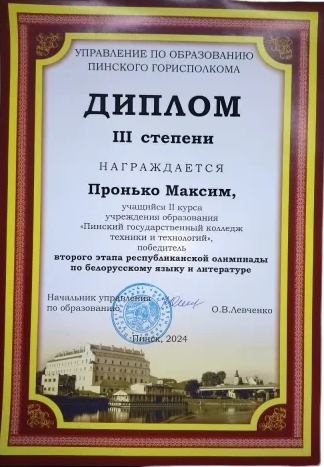 УПРАВЛЕНИЕ ПО ОБРАЗОВАНИЮ
ПИНСКОГО ГОРИСПОЛКОМА
ДИПЛОМ
III степени
НАГРАЖДАЕТСЯ
Пронько Максим,
учащийся II курса
учреждения образования
«Пинский государственный колледж
техники и технологий»,
победитель
второго этапа республиканской олимпиады
по белорусскому языку и литературе
Начальник управления
по образованию
О.В.Левченко
Пинск, 2024